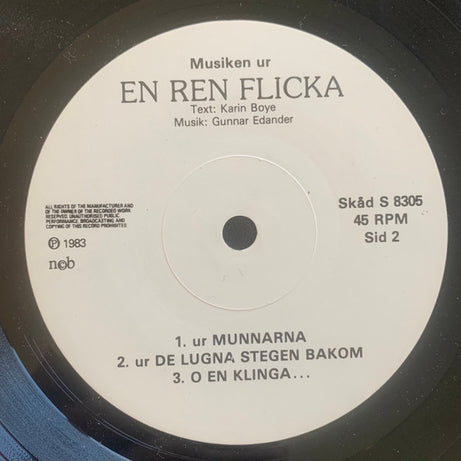 Musiken ur
EN REN FLICKA
Text: Karin Boye
Musik: Gunnar Edander
ALL RIGHTS OF THE MANUFACTURER AND
OF THE OWNER OF THE RECORDED WORK
RESERVED. UNAUTHORISED PUBLIC
PERFORMANCE, BROADCASTING AND
COPYING OF THIS RECORD PROHIBITED
Ⓟ 1983
ncb
Skåd S 8305
45 RPM
Sid 2
1. ur MUNNARNA
2. ur DE LUGNA STEGEN BAKOM
3. O EN KLINGA...